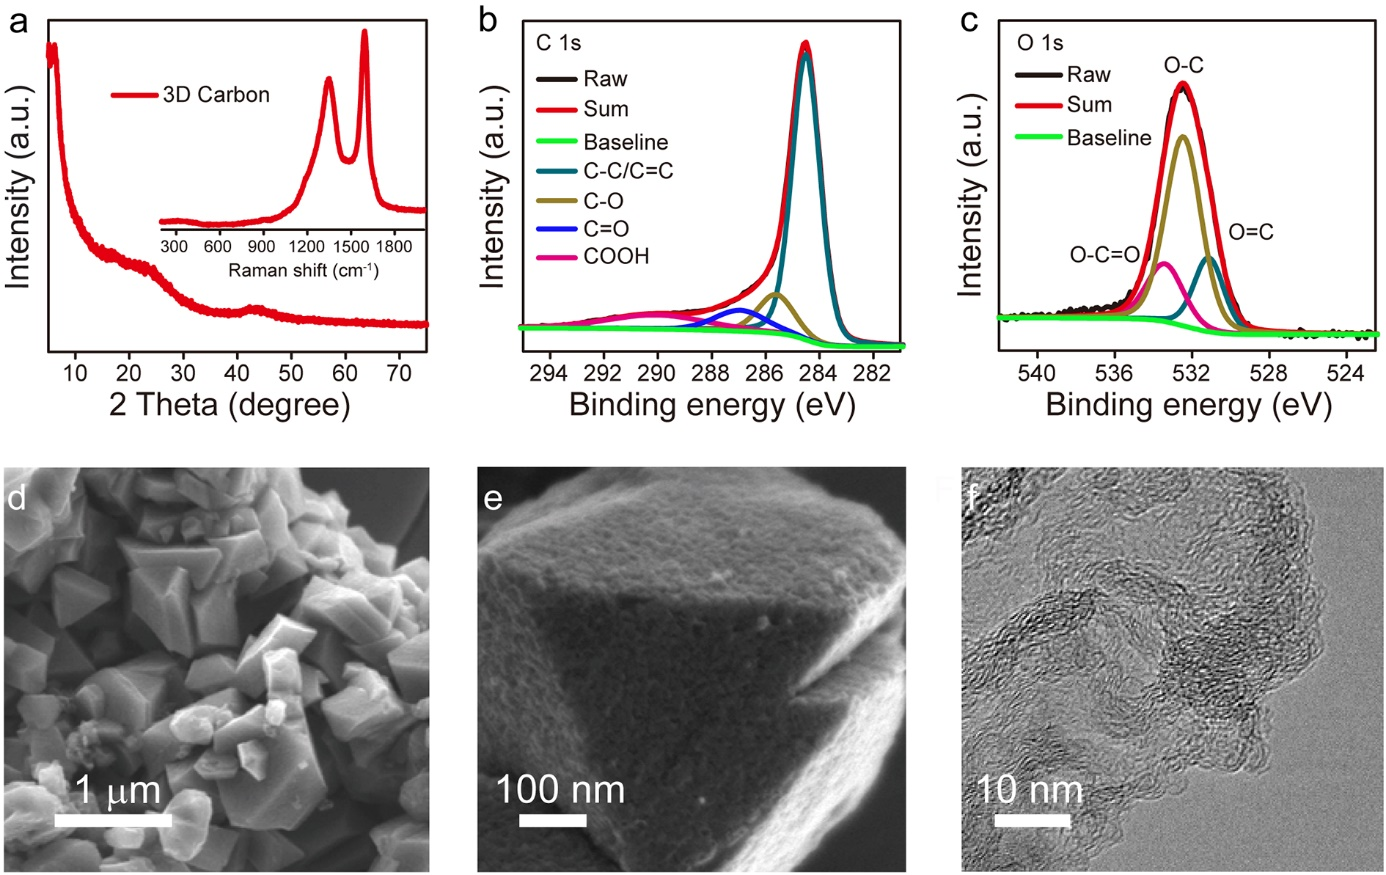 a
Intensity (a.u.)
3D Carbon
300 600 900 1200 1500 1800
Raman shift (cm⁻¹)
10 20 30 40 50 60 70
2 Theta (degree)
b
Intensity (a.u.)
C 1s
Raw
Sum
Baseline
C-C/C=C
C-O
C=O
COOH
294 292 290 288 286 284 282
Binding energy (eV)
c
Intensity (a.u.)
O 1s
Raw
Sum
Baseline
O-C
O-C=O
O=C
540 536 532 528 524
Binding energy (eV)
d
1 μm
e
100 nm
f
10 nm